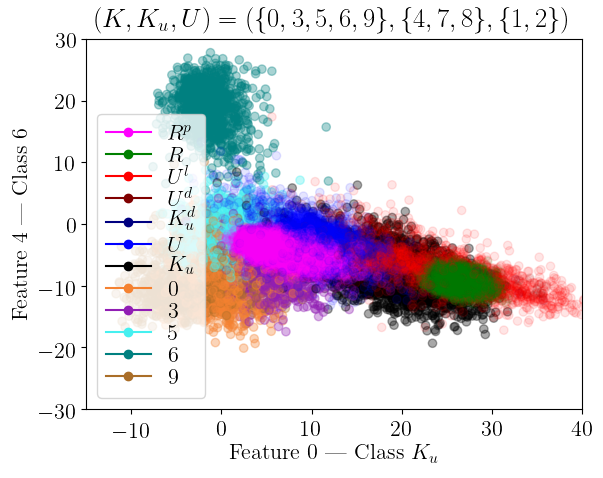 (K, K_u, U) = ({0, 3, 5, 6, 9}, {4, 7, 8}, {1, 2})
30
20
10
0
−10
−20
−30
Feature 4 — Class 6
R^p
R
U^l
U^d
K_u^d
U
K_u
0
3
5
6
9
−10 0 10 20 30 40
Feature 0 — Class K_u